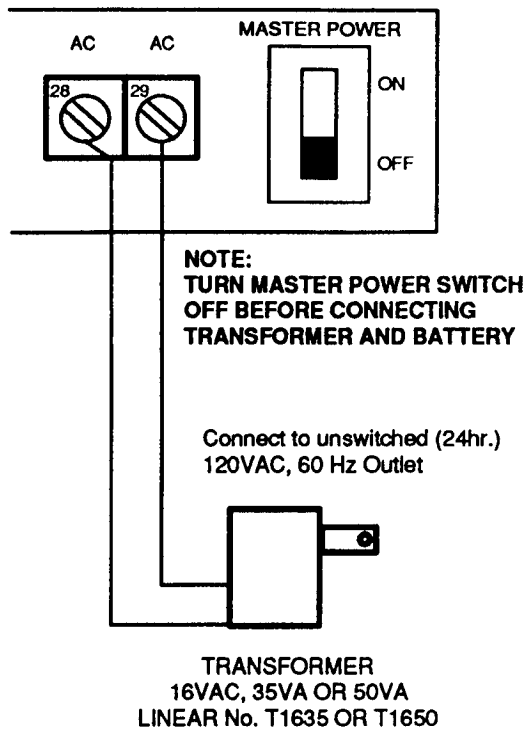 MASTER POWER
AC AC
28 29
ON
OFF
NOTE:
TURN MASTER POWER SWITCH
OFF BEFORE CONNECTING
TRANSFORMER AND BATTERY
Connect to unswitched (24hr.)
120VAC, 60 Hz Outlet
TRANSFORMER
16VAC, 35VA OR 50VA
LINEAR No. T1635 OR T1650